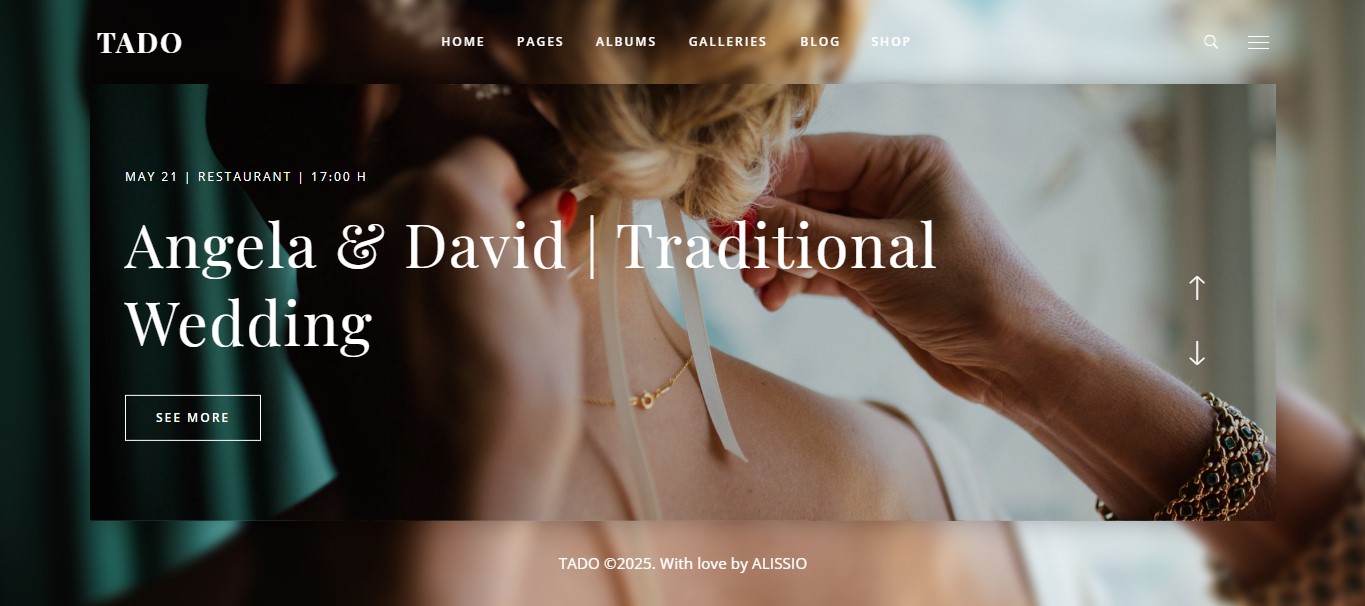 TADO
HOME PAGES ALBUMS GALLERIES BLOG SHOP
MAY 21 | RESTAURANT | 17:00 H
Angela & David | Traditional
Wedding
SEE MORE
TADO ©2025. With love by ALISSIO